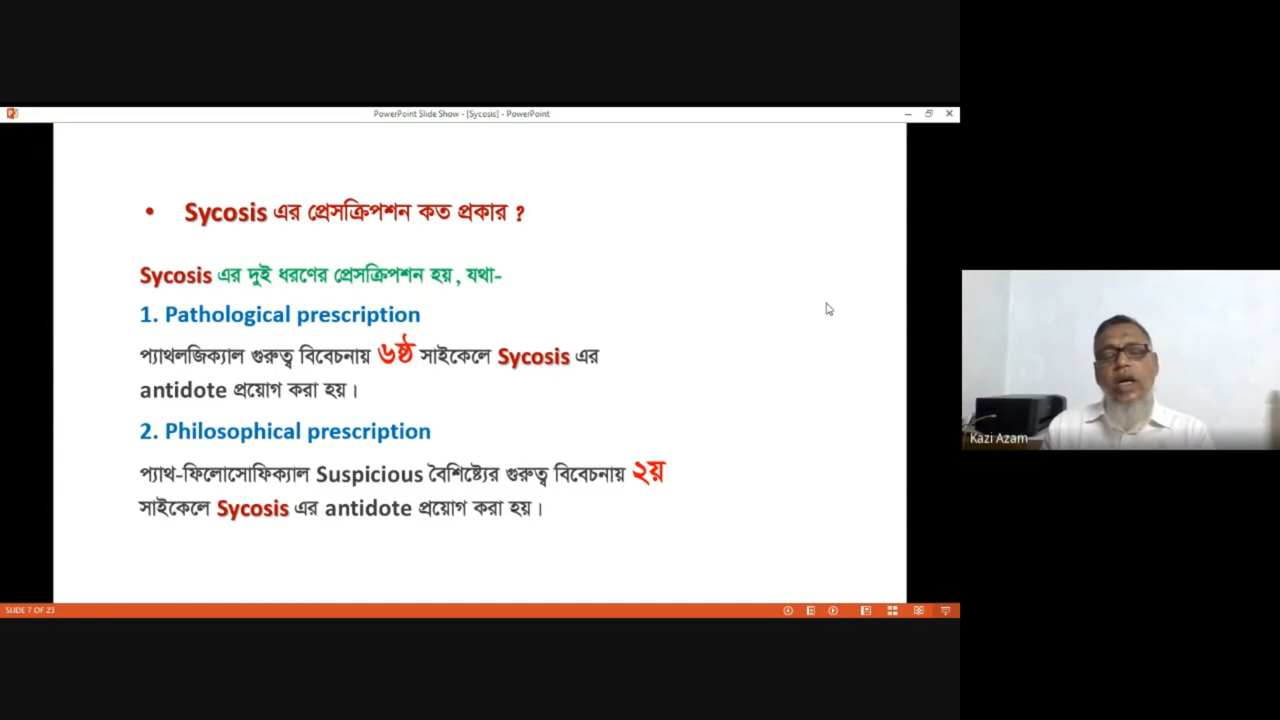 PowerPoint Slide Show - [Sycosis] - PowerPoint
• Sycosis এর প্রেসক্রিপশন কত প্রকার ?
Sycosis এর দুই ধরণের প্রেসক্রিপশন হয় , যথা-
1. Pathological prescription
প্যাথলজিক্যাল গুরুত্ব বিবেচনায় ৬ষ্ঠ সাইকেলে Sycosis এর
antidote প্রয়োগ করা হয় ।
2. Philosophical prescription
প্যাথ-ফিলোসোফিক্যাল Suspicious বৈশিষ্ট্যের গুরুত্ব বিবেচনায় ২য়
সাইকেলে Sycosis এর antidote প্রয়োগ করা হয় ।
Kazi Azam
SLIDE 7 OF 23